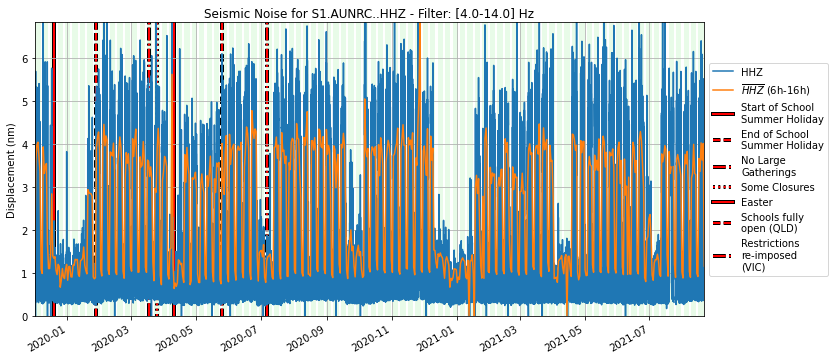 Seismic Noise for S1.AUNRC..HHZ - Filter: [4.0-14.0] Hz
Displacement (nm)
6
5
4
3
2
1
0
2020-01
2020-03
2020-05
2020-07
2020-09
2020-11
2021-01
2021-03
2021-05
2021-07
HHZ
HHZ (6h-16h)
Start of School
Summer Holiday
End of School
Summer Holiday
No Large
Gatherings
Some Closures
Easter
Schools fully
open (QLD)
Restrictions
re-imposed
(VIC)